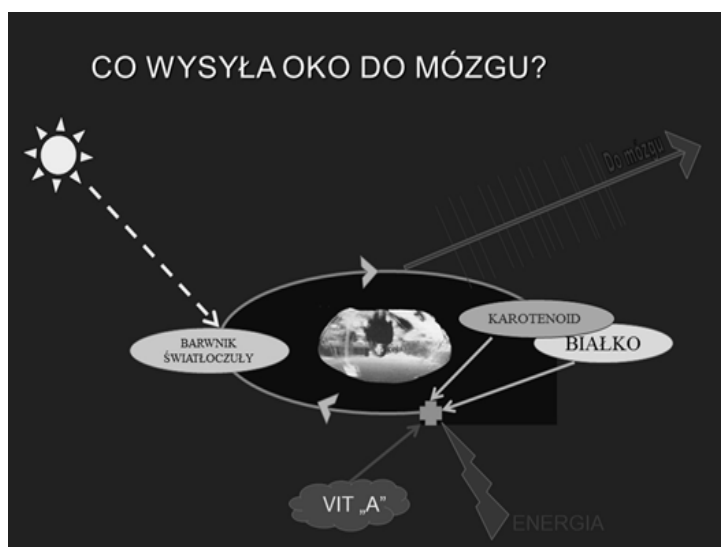 CO WYSYŁA OKO DO MÓZGU?
Do mózgu
KAROTENOID
BARWNIK
ŚWIATŁOCZUŁY
BIAŁKO
VIT „A”
ENERGIA